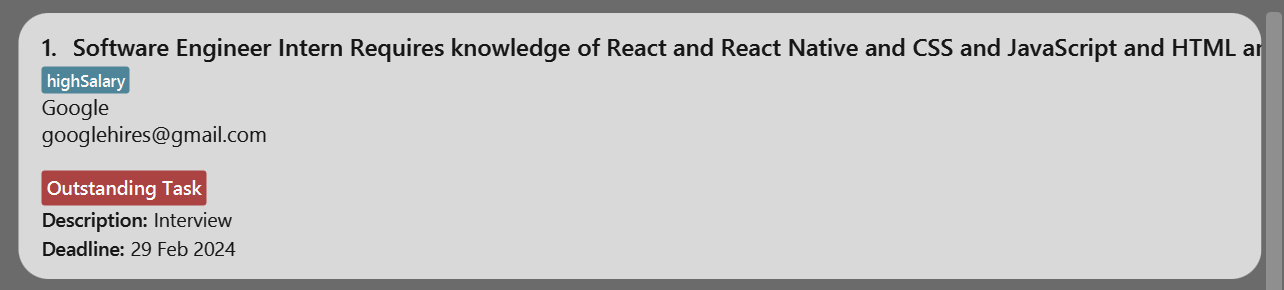 1. Software Engineer Intern Requires knowledge of React and React Native and CSS and JavaScript and HTML
highSalary
Google
googlehires@gmail.com
Outstanding Task
Description: Interview
Deadline: 29 Feb 2024